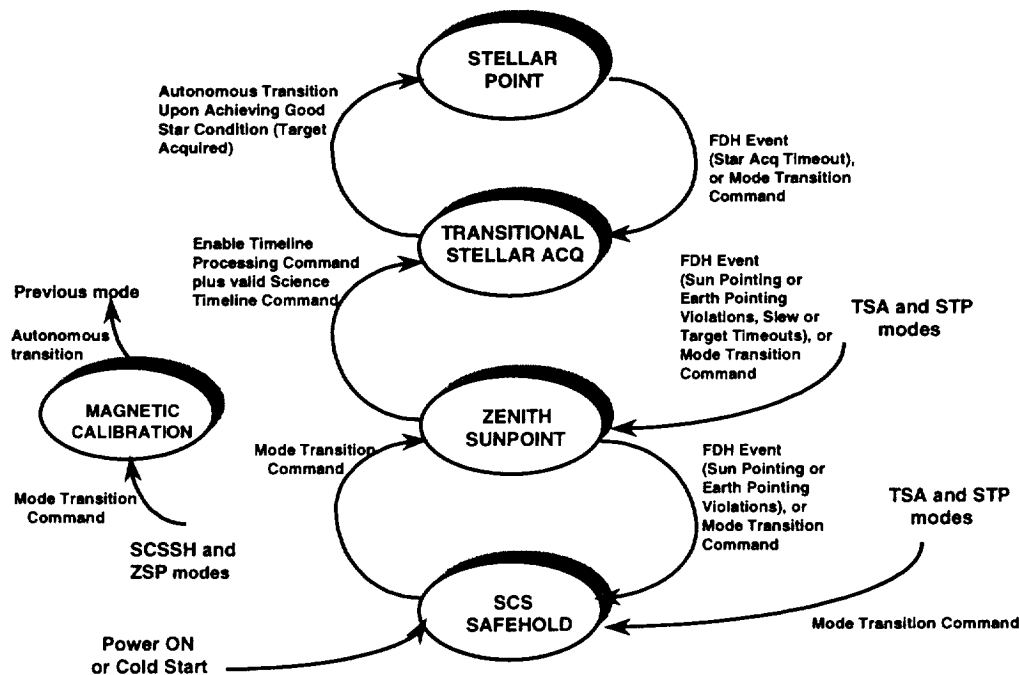 STELLAR
POINT
Autonomous Transition
Upon Achieving Good
Star Condition (Target
Acquired)
FDH Event
(Star Acq Timeout),
or Mode Transition
Command
TRANSITIONAL
STELLAR ACQ
Enable Timeline
Processing Command
plus valid Science
Timeline Command
FDH Event
(Sun Pointing or
Earth Pointing
Violations, Slew or
Target Timeouts), or
Mode Transition
Command
TSA and STP
modes
Previous mode
Autonomous
transition
MAGNETIC
CALIBRATION
Mode Transition
Command
SCSSH and
ZSP modes
ZENITH
SUNPOINT
Mode Transition
Command
FDH Event
(Sun Pointing or
Earth Pointing
Violations), or
Mode Transition
Command
TSA and STP
modes
SCS
SAFEHOLD
Mode Transition Command
Power ON
or Cold Start